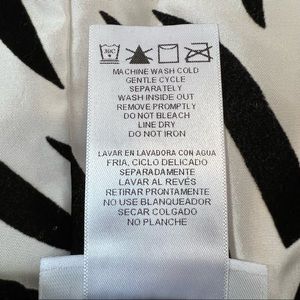 30C
MACHINE WASH COLD
GENTLE CYCLE
SEPARATELY
WASH INSIDE OUT
REMOVE PROMPTLY
DO NOT BLEACH
LINE DRY
DO NOT IRON
LAVAR EN LAVADORA CON AGUA
FRIA, CICLO DELICADO
SEPARADAMENTE
LAVAR AL REVÉS
RETIRAR PRONTAMENTE
NO USE BLANQUEADOR
SECAR COLGADO
NO PLANCHE